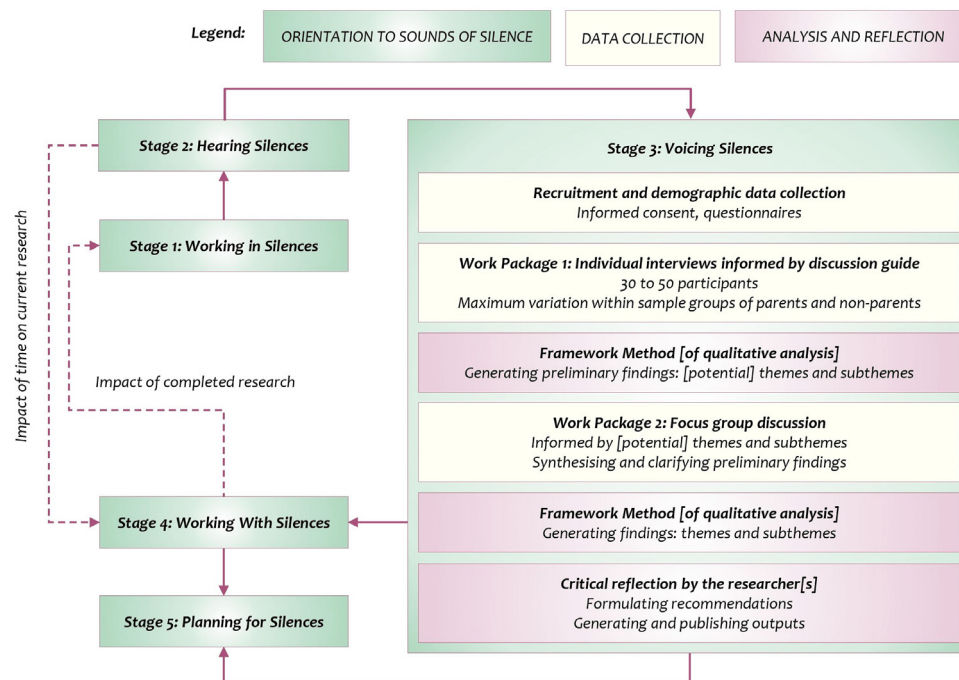 Legend:
ORIENTATION TO SOUNDS OF SILENCE
DATA COLLECTION
ANALYSIS AND REFLECTION
Stage 2: Hearing Silences
Stage 1: Working in Silences
Impact of time on current research
Impact of completed research
Stage 4: Working With Silences
Stage 5: Planning for Silences
Stage 3: Voicing Silences
Recruitment and demographic data collection
Informed consent, questionnaires
Work Package 1: Individual interviews informed by discussion guide
30 to 50 participants
Maximum variation within sample groups of parents and non-parents
Framework Method [of qualitative analysis]
Generating preliminary findings: [potential] themes and subthemes
Work Package 2: Focus group discussion
Informed by [potential] themes and subthemes
Synthesising and clarifying preliminary findings
Framework Method [of qualitative analysis]
Generating findings: themes and subthemes
Critical reflection by the researcher[s]
Formulating recommendations
Generating and publishing outputs